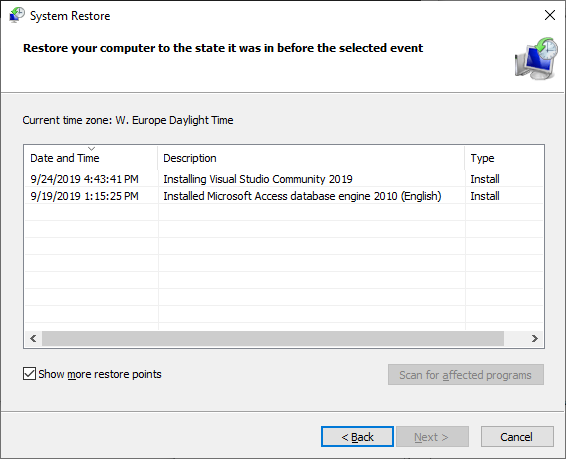 System Restore
Restore your computer to the state it was in before the selected event
Current time zone: W. Europe Daylight Time
Date and Time Description Type
9/24/2019 4:43:41 PM Installing Visual Studio Community 2019 Install
9/19/2019 1:15:25 PM Installed Microsoft Access database engine 2010 (English) Install
Show more restore points Scan for affected programs
< Back Next > Cancel